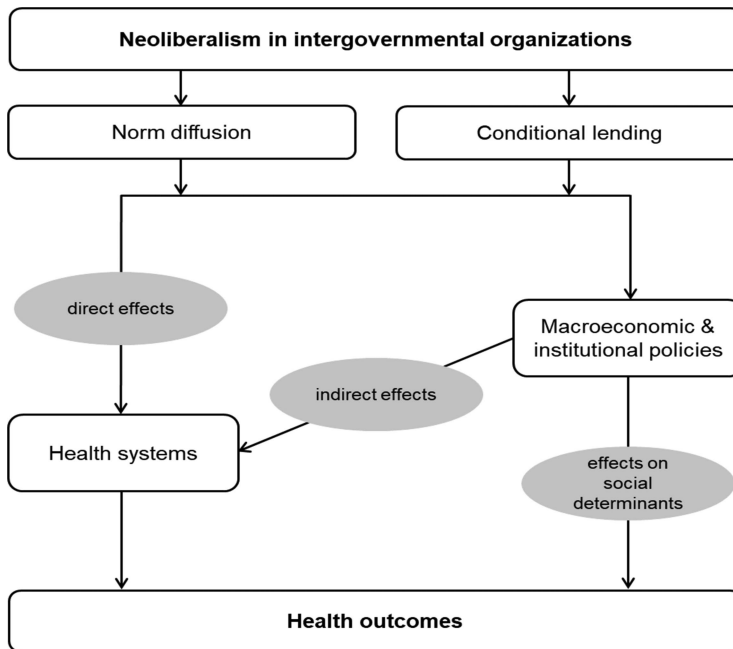 Neoliberalism in intergovernmental organizations
Norm diffusion
Conditional lending
direct effects
Macroeconomic &
institutional policies
indirect effects
Health systems
effects on
social
determinants
Health outcomes